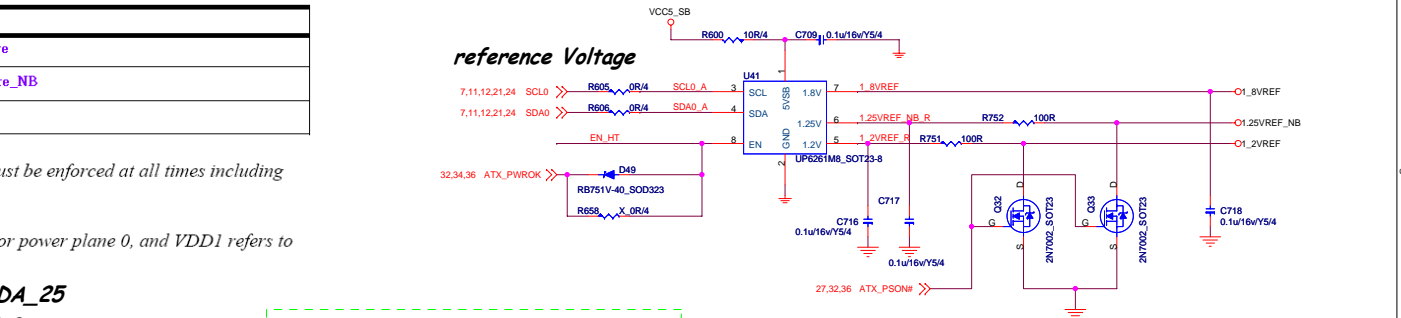 e
e_NB
ust be enforced at all times including
or power plane 0, and VDD1 refers to
DA_25
reference Voltage
VCC5_SB
R600 10R/4 C709 0.1u/16v/Y5/4
U41
7,11,12,21,24 SCL0 R605 0R/4 SCL0_A 3 SCL 5VSB 1 1.8V 7 1_8VREF 1_8VREF
7,11,12,21,24 SDA0 R606 0R/4 SDA0_A 4 SDA 1.25V 6 1.25VREF_NB_R R752 100R 1.25VREF_NB
EN_HT 8 EN GND 2 1.2V 5 1_2VREF_R R751 100R 1_2VREF
UP6261M8_SOT23-8
32,34,36 ATX_PWROK D49
RB751V-40_SOD323
R658 X_0R/4
C716
0.1u/16v/Y5/4
C717
0.1u/16v/Y5/4
Q32 D G S 2N7002_SOT23
Q33 D G S 2N7002_SOT23
C718
0.1u/16v/Y5/4
27,32,36 ATX_PSON#